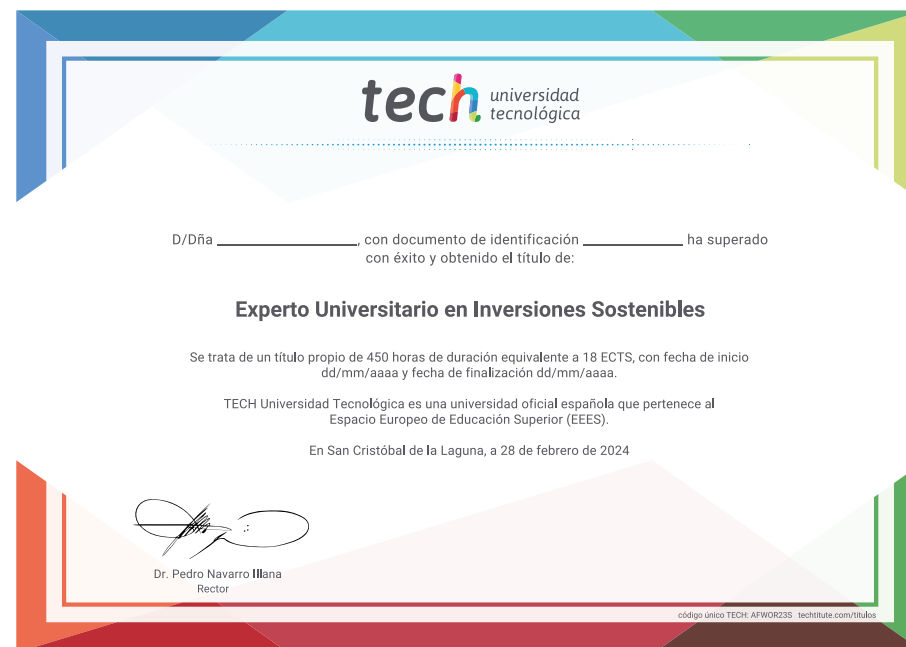 tech universidad
tecnológica
D/Dña ____________, con documento de identificación ____________ ha superado
con éxito y obtenido el título de:
Experto Universitario en Inversiones Sostenibles
Se trata de un título propio de 450 horas de duración equivalente a 18 ECTS, con fecha de inicio
dd/mm/aaaa y fecha de finalización dd/mm/aaaa.
TECH Universidad Tecnológica es una universidad oficial española que pertenece al
Espacio Europeo de Educación Superior (EEES).
En San Cristóbal de la Laguna, a 28 de febrero de 2024
Dr. Pedro Navarro Illana
Rector
código único TECH: AFWOR23S techtitute.com/titulos